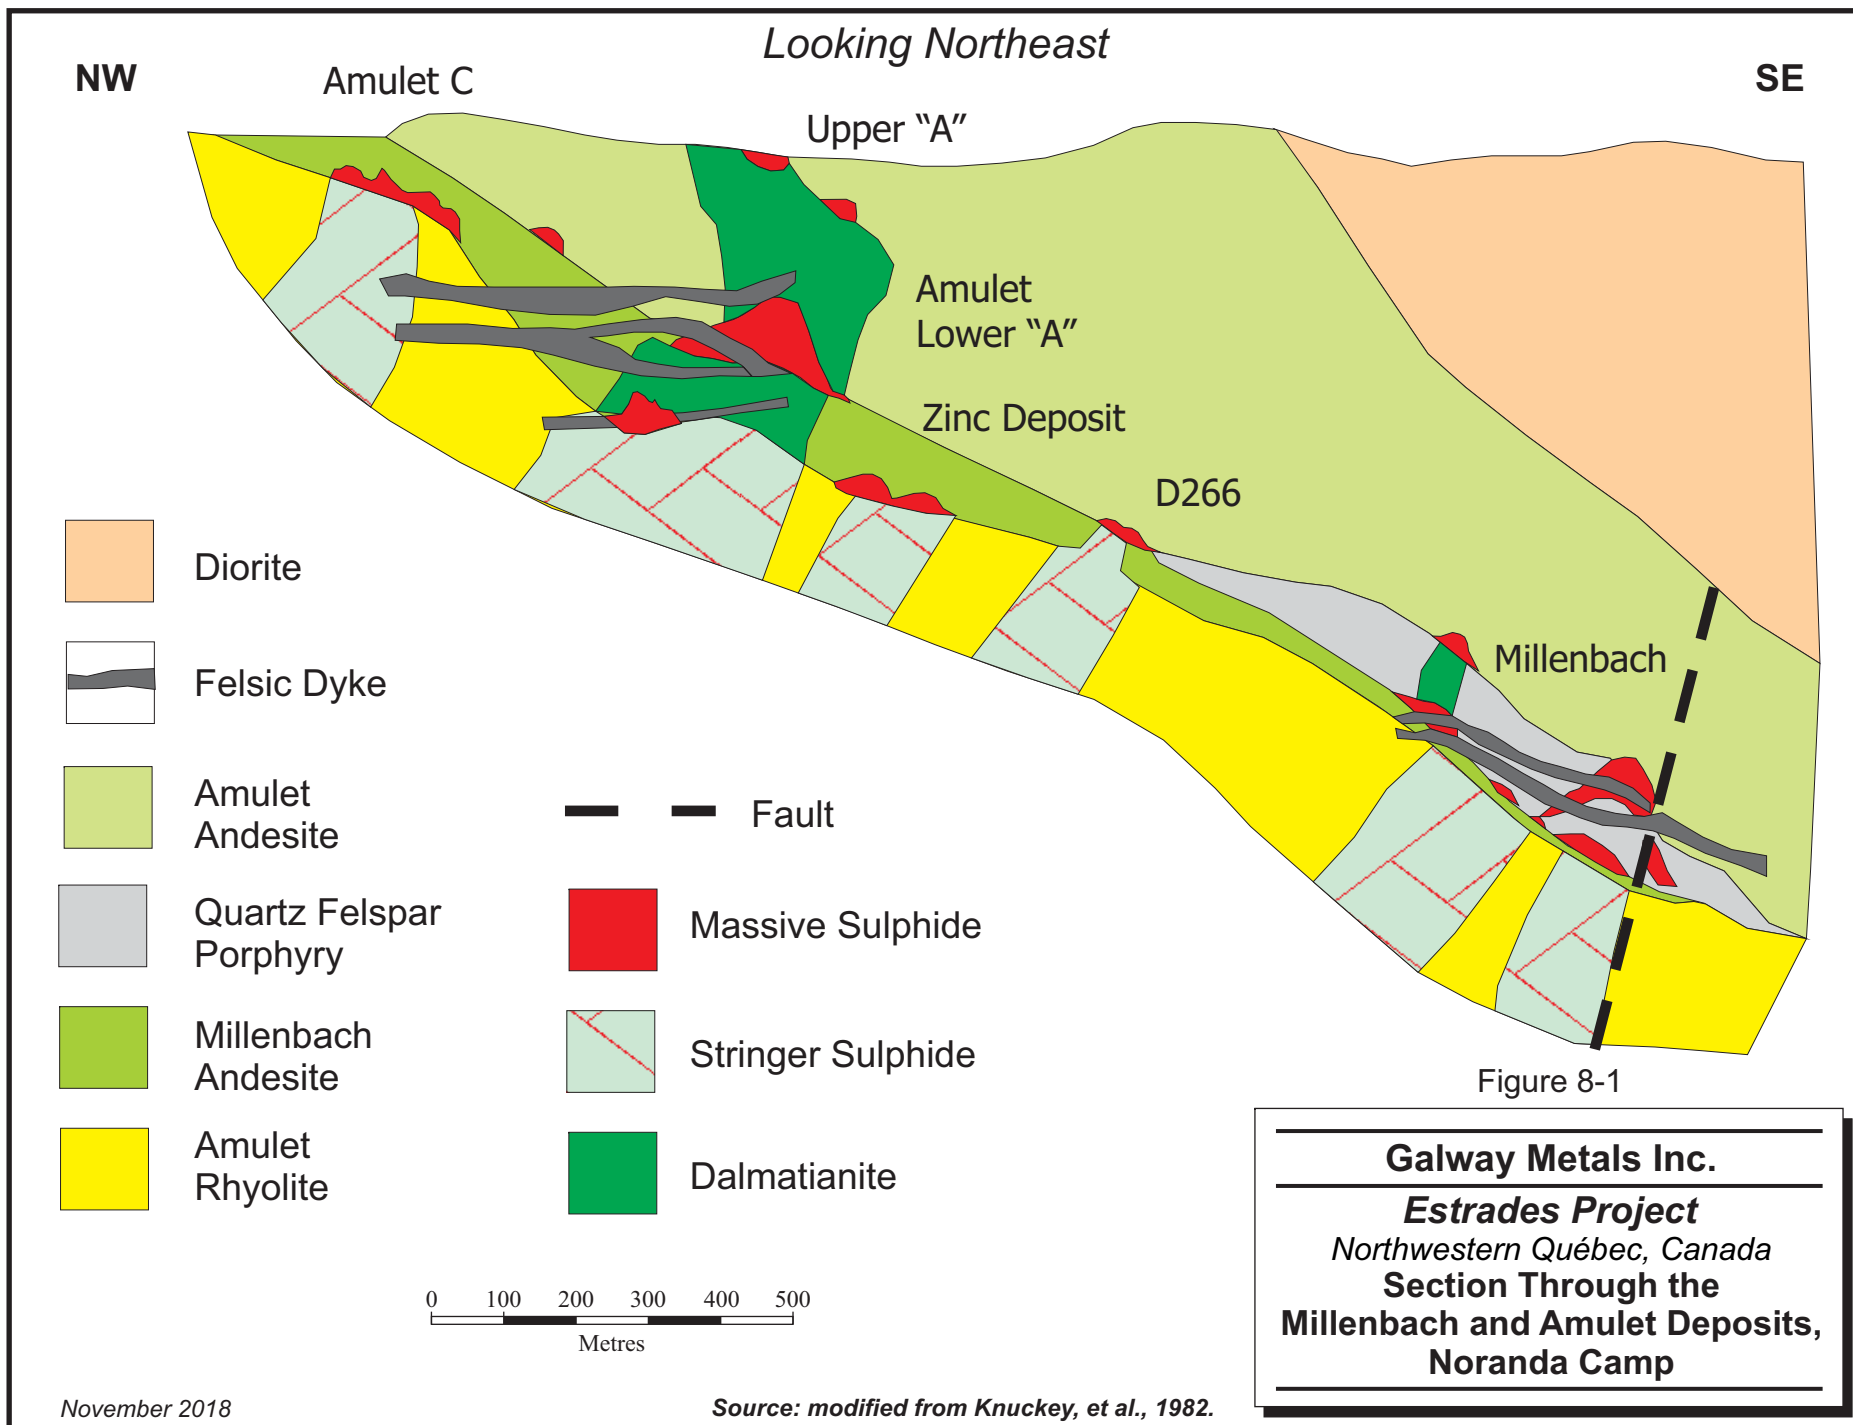 Looking Northeast
NW
SE
Amulet C
Upper “A”
Amulet
Lower “A”
Zinc Deposit
D266
Millenbach
Diorite
Felsic Dyke
Amulet
Andesite
Quartz Felspar
Porphyry
Millenbach
Andesite
Amulet
Rhyolite
Fault
Massive Sulphide
Stringer Sulphide
Dalmatianite
0 100 200 300 400 500
Metres
Figure 8-1
Galway Metals Inc.
Estrades Project
Northwestern Québec, Canada
Section Through the
Millenbach and Amulet Deposits,
Noranda Camp
November 2018
Source: modified from Knuckey, et al., 1982.